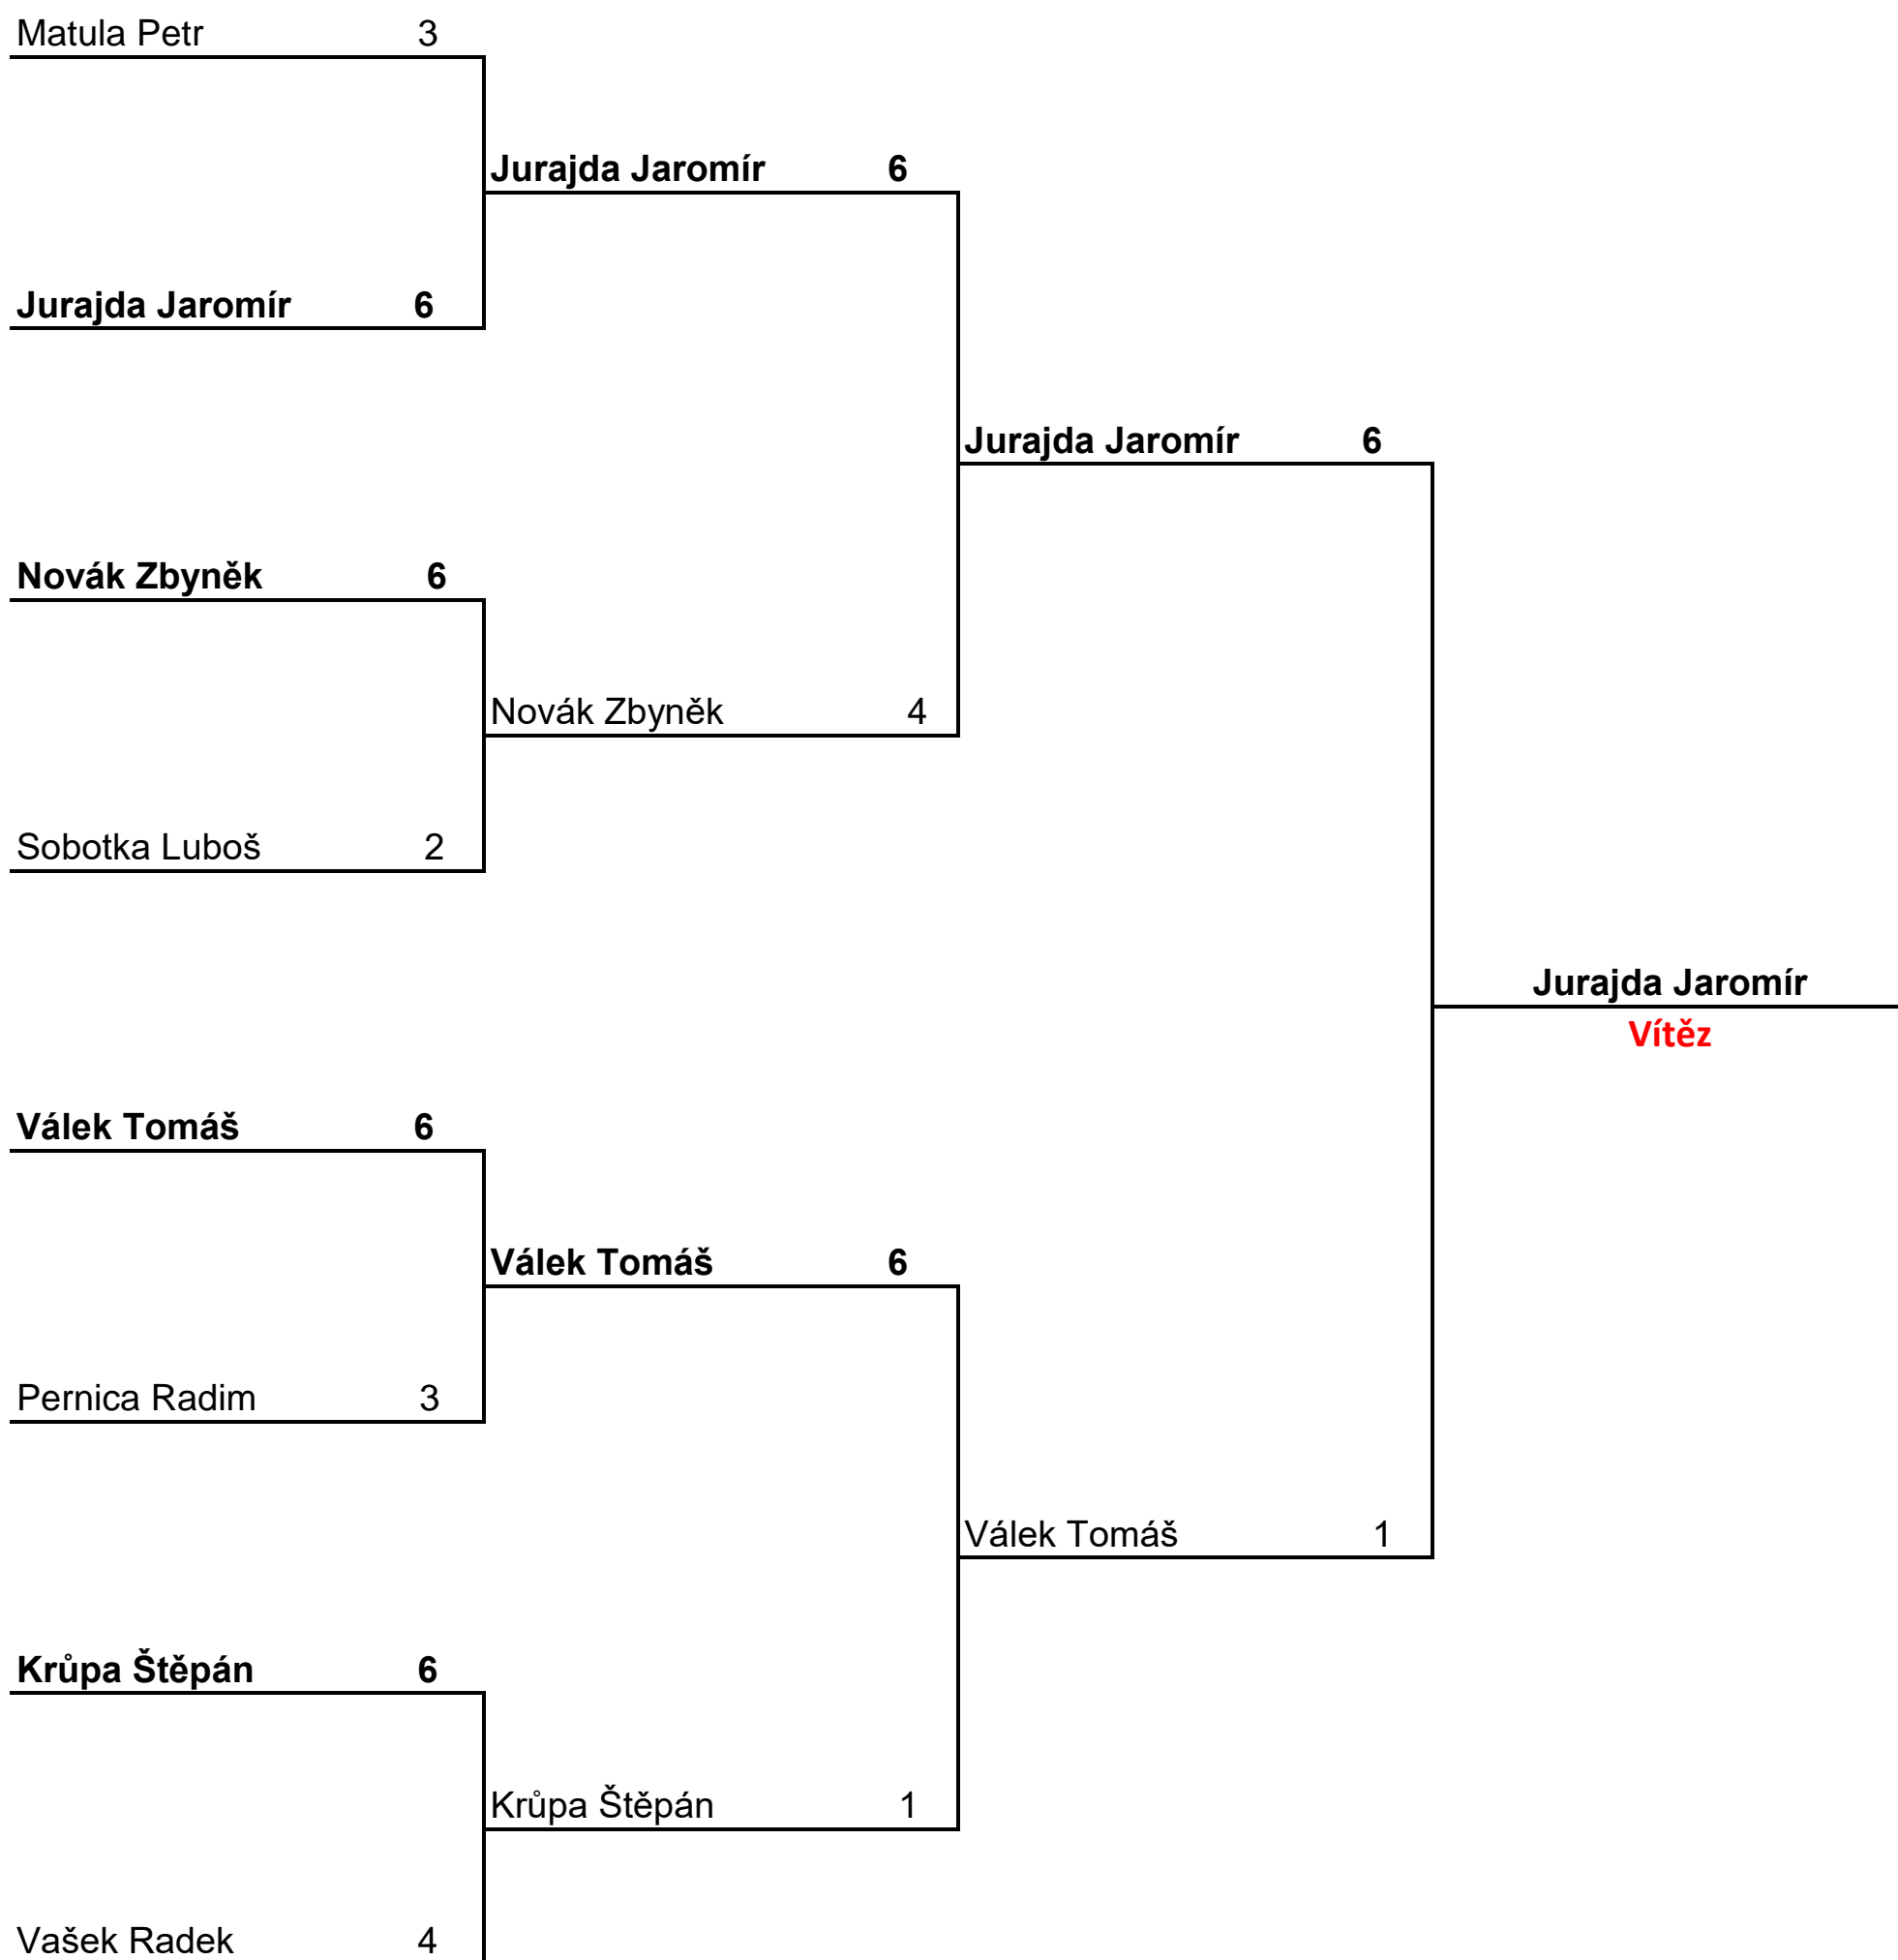 Matula Petr 3
Jurajda Jaromír 6
Jurajda Jaromír 6
Jurajda Jaromír 6
Novák Zbyněk 6
Novák Zbyněk 4
Sobotka Luboš 2
Jurajda Jaromír
Vítěz
Válek Tomáš 6
Válek Tomáš 6
Pernica Radim 3
Válek Tomáš 1
Krůpa Štěpán 6
Krůpa Štěpán 1
Vašek Radek 4